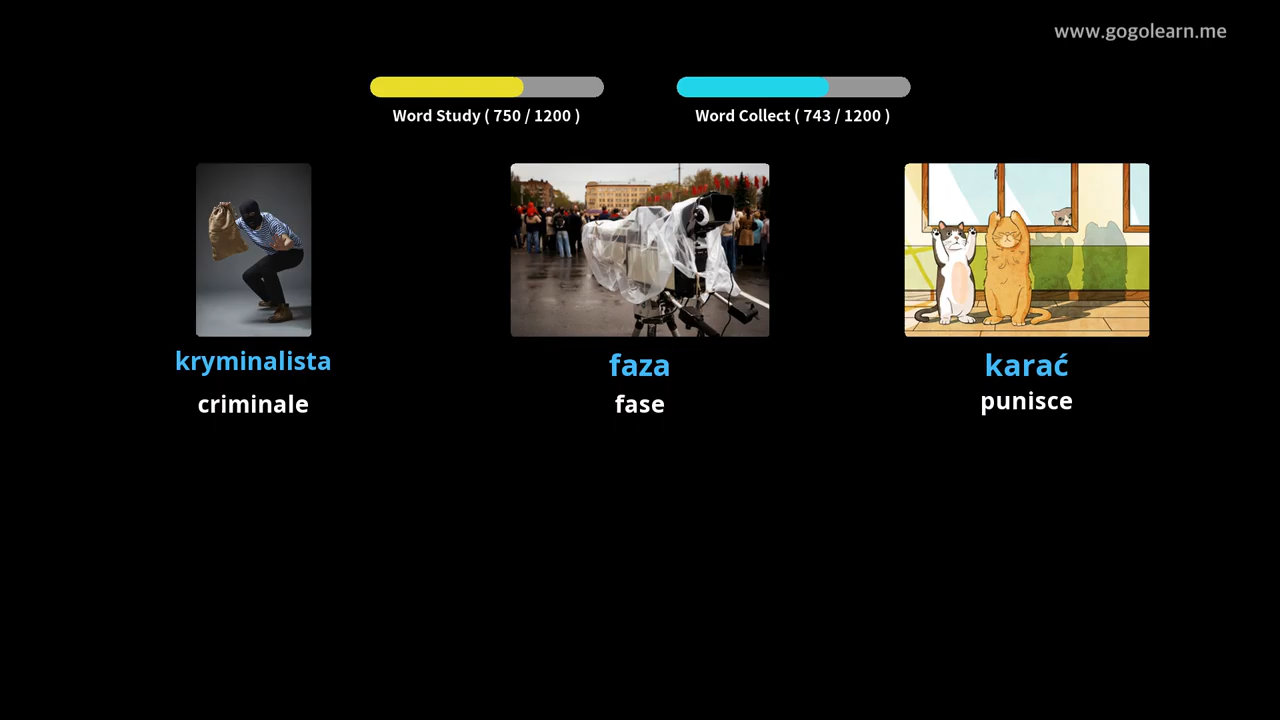 www.gogolearn.me
Word Study ( 750 / 1200 )
Word Collect ( 743 / 1200 )
kryminalista
criminale
faza
fase
karać
punisce